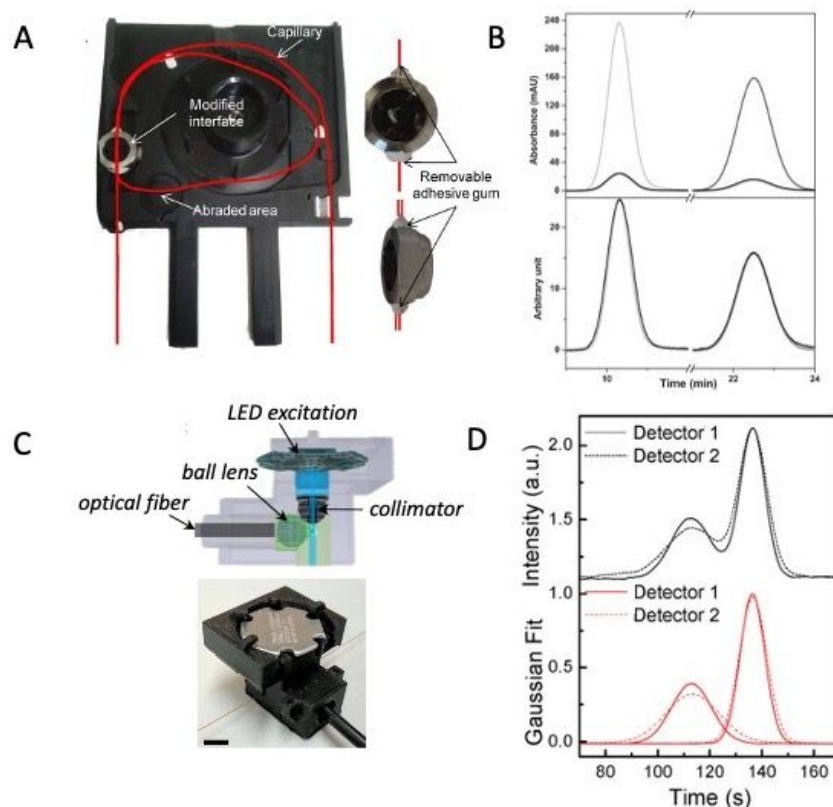 A
Capillary
Modified
interface
Abraded area
Removable
adhesive gum
B
240
200
160
120
80
40
0
Absorbance (mAU)
20
10
0
Arbitrary unit
10
22
24
Time (min)
C
LED excitation
ball lens
optical fiber
collimator
D
Detector 1
Detector 2
2.0
1.5
Intensity (a.u.)
Detector 1
Detector 2
1.0
0.5
0.0
Gaussian Fit
80
100
120
140
160
Time (s)